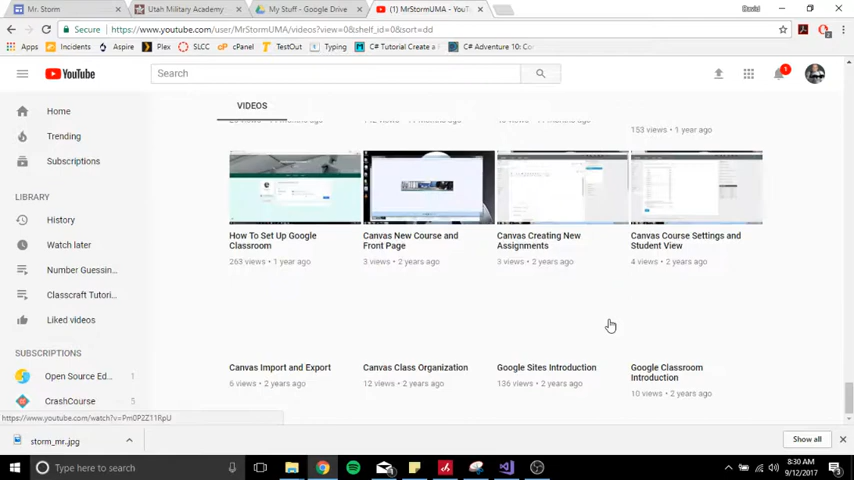 David
Mr. Storm
Utah Military Academy
My Stuff - Google Drive
MrStormUMA - YouTu
Secure https://www.youtube.com/user/MrStormUMA/videos?view=0&shelf_id=0&sort=dd
Apps Incidents Aspire Plex SLCC cPanel TestOut Typing C# Tutorial Create a C# Adventure 10: Con
YouTube
Search
1
Home
Trending
Subscriptions
LIBRARY
History
Watch later
Number Guessin...
Classcraft Tutori...
Liked videos
SUBSCRIPTIONS
Open Source Ed... 1
CrashCourse 5
VIDEOS
153 views • 1 year ago
How To Set Up Google Classroom
263 views • 1 year ago
Canvas New Course and Front Page
3 views • 2 years ago
Canvas Creating New Assignments
3 views • 2 years ago
Canvas Course Settings and Student View
4 views • 2 years ago
Canvas Import and Export
6 views • 2 years ago
Canvas Class Organization
12 views • 2 years ago
Google Sites Introduction
136 views • 2 years ago
Google Classroom Introduction
10 views • 2 years ago
https://www.youtube.com/watch?v=Pm0P2Z11RpU
storm_mr.jpg
Show all
Type here to search
8:30 AM
9/12/2017
3